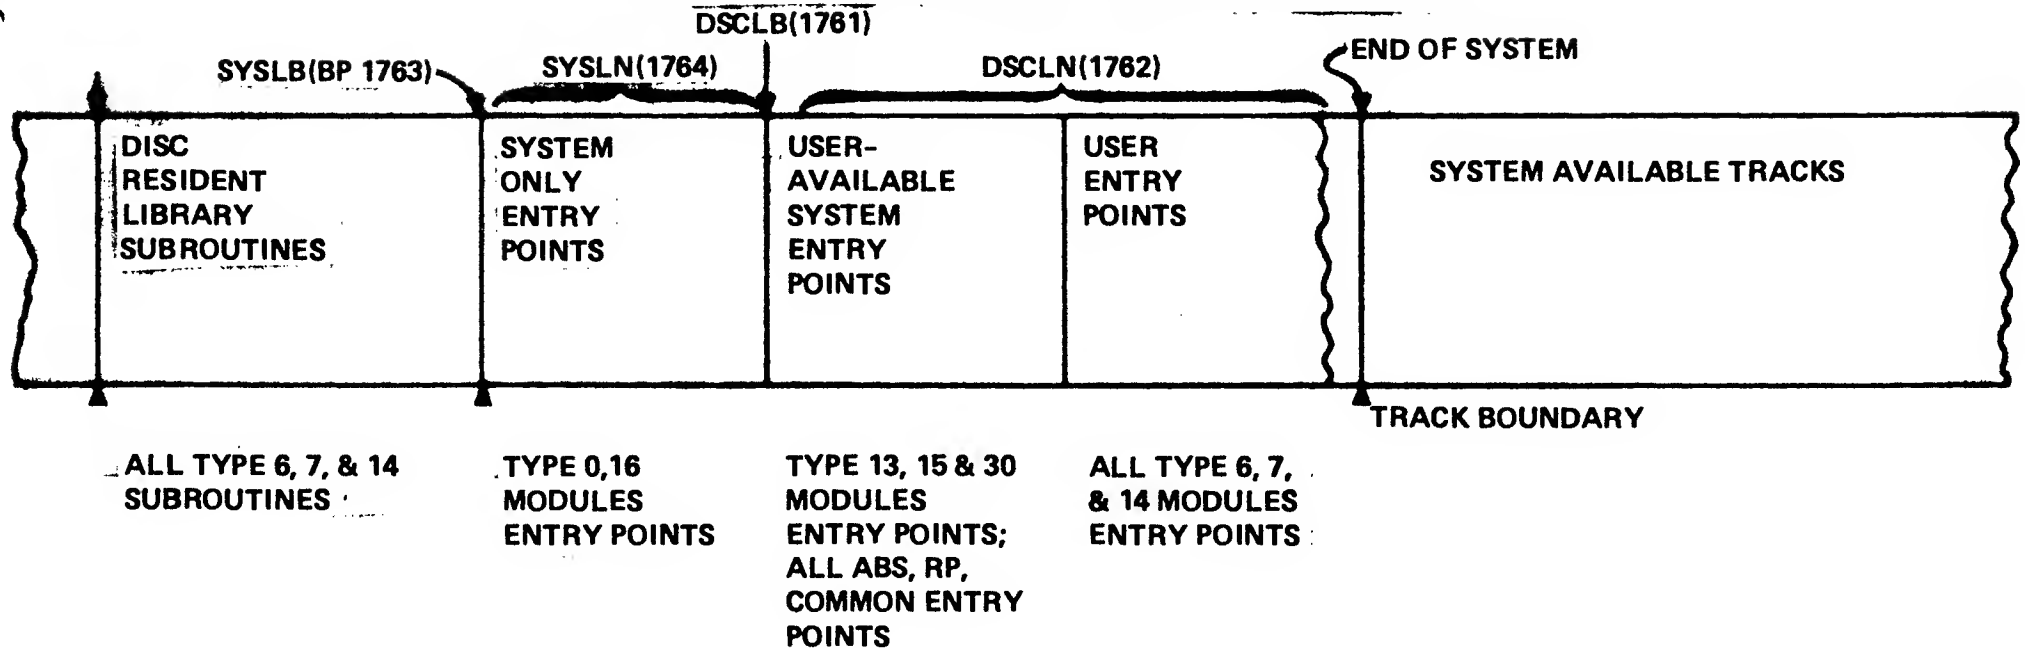 DSCLB(1761)
SYSLB(BP 1763)
SYSLN(1764)
DSCLN(1762)
END OF SYSTEM
DISC
RESIDENT
LIBRARY
SUBROUTINES
SYSTEM
ONLY
ENTRY
POINTS
USER-
AVAILABLE
SYSTEM
ENTRY
POINTS
USER
ENTRY
POINTS
SYSTEM AVAILABLE TRACKS
TRACK BOUNDARY
ALL TYPE 6, 7, & 14
SUBROUTINES
TYPE 0,16
MODULES
ENTRY POINTS
TYPE 13, 15 & 30
MODULES
ENTRY POINTS;
ALL ABS, RP,
COMMON ENTRY
POINTS
ALL TYPE 6, 7,
& 14 MODULES
ENTRY POINTS